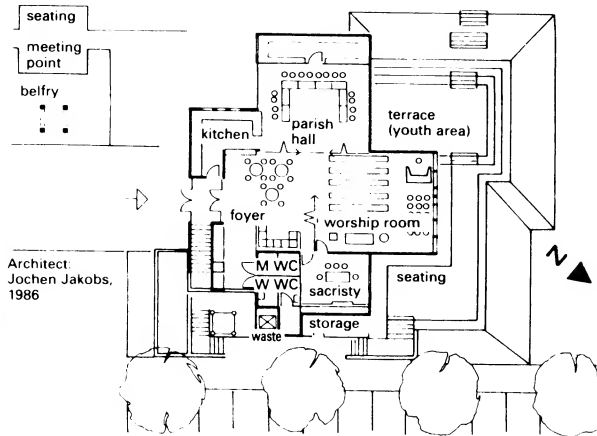 seating
meeting
point
belfry
kitchen
parish
hall
terrace
(youth area)
foyer
worship room
Architect:
Jochen Jakobs,
1986
M WC
W WC
sacristy
seating
N
waste
storage